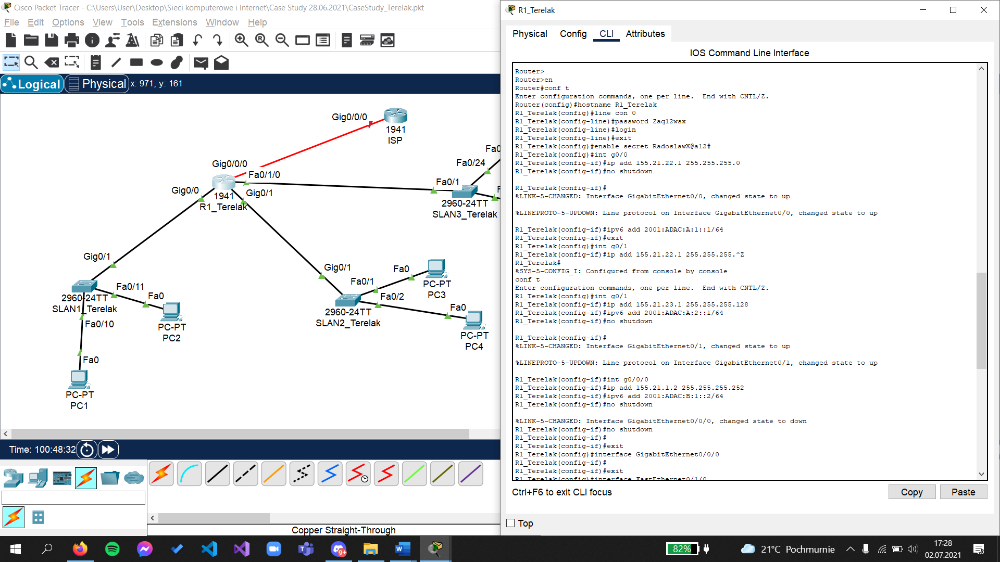 Cisco Packet Tracer - C:\Users\User\Desktop\Sieci komputerowe i Internet\Case Study 28.06.2021\CaseStudy_Terelak.pkt
File Edit Options View Tools Extensions Window Help
Logical Physical x: 971, y: 161
Gig0/0/0
1941
ISP
Fa0
Fa0/24
Gig0/0/0
Fa0/1/0
Fa0/1
Gig0/0
Gig0/1
1941
R1_Terelak
2960-24TT
SLAN3_Terelak
Gig0/1
Gig0/1
Fa0
Fa0/1
PC-PT
PC3
Fa0/11
Fa0
Fa0/2
2960-24TT
SLAN1_Terelak
Fa0
2960-24TT
SLAN2_Terelak
Fa0/10
PC-PT
PC2
PC-PT
PC4
Fa0
PC-PT
PC1
Time: 100:48:32
Copper Straight-Through
R1_Terelak
Physical Config CLI Attributes
IOS Command Line Interface
Router>
Router>en
Router#conf t
Enter configuration commands, one per line.  End with CNTL/Z.
Router(config)#hostname R1_Terelak
R1_Terelak(config)#line con 0
R1_Terelak(config-line)#password Zaq12wsx
R1_Terelak(config-line)#login
R1_Terelak(config-line)#exit
R1_Terelak(config)#enable secret RadoslawX@a12#
R1_Terelak(config)#int g0/0
R1_Terelak(config-if)#ip add 155.21.22.1 255.255.255.0
R1_Terelak(config-if)#no shutdown
R1_Terelak(config-if)#
%LINK-5-CHANGED: Interface GigabitEthernet0/0, changed state to up
%LINEPROTO-5-UPDOWN: Line protocol on Interface GigabitEthernet0/0, changed state to up
R1_Terelak(config-if)#ipv6 add 2001:ADAC:A:1::1/64
R1_Terelak(config-if)#exit
R1_Terelak(config)#int g0/1
R1_Terelak(config-if)#ip add 155.21.22.1 255.255.255.^Z
R1_Terelak#
%SYS-5-CONFIG_I: Configured from console by console
conf t
Enter configuration commands, one per line.  End with CNTL/Z.
R1_Terelak(config)#int g0/1
R1_Terelak(config-if)#ip add 155.21.23.1 255.255.255.128
R1_Terelak(config-if)#ipv6 add 2001:ADAC:A:2::1/64
R1_Terelak(config-if)#no shutdown
R1_Terelak(config-if)#
%LINK-5-CHANGED: Interface GigabitEthernet0/1, changed state to up
%LINEPROTO-5-UPDOWN: Line protocol on Interface GigabitEthernet0/1, changed state to up
R1_Terelak(config-if)#int g0/0/0
R1_Terelak(config-if)#ip add 155.21.1.2 255.255.255.252
R1_Terelak(config-if)#ipv6 add 2001:ADAC:B:1::2/64
R1_Terelak(config-if)#no shutdown
%LINK-5-CHANGED: Interface GigabitEthernet0/0/0, changed state to down
R1_Terelak(config-if)#no shutdown
R1_Terelak(config-if)#
R1_Terelak(config-if)#exit
R1_Terelak(config)#interface GigabitEthernet0/0/0
R1_Terelak(config-if)#
R1_Terelak(config-if)#exit
R1_Terelak(config)#interface FastEthernet0/1/0
Ctrl+F6 to exit CLI focus
Copy Paste
Top
9+
82%
21°C Pochmurnie
17:28
02.07.2021